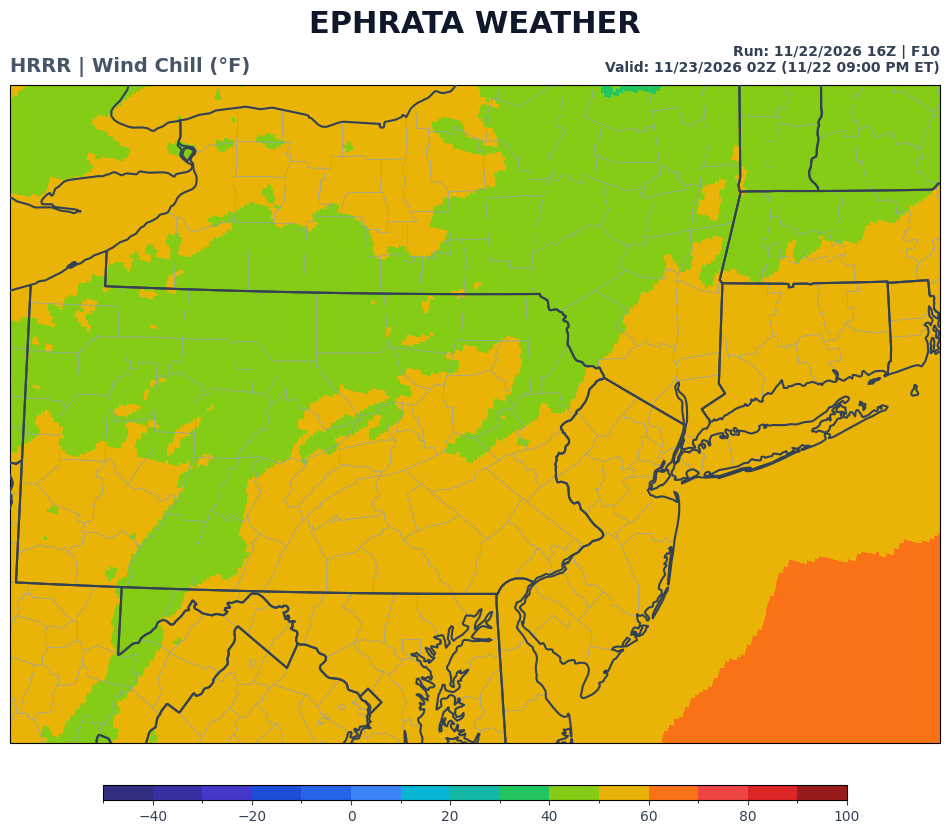 EPHRATA WEATHER
HRRR | Wind Chill (°F)
Run: 11/22/2026 16Z | F10
Valid: 11/23/2026 02Z (11/22 09:00 PM ET)
−40 −20 0 20 40 60 80 100